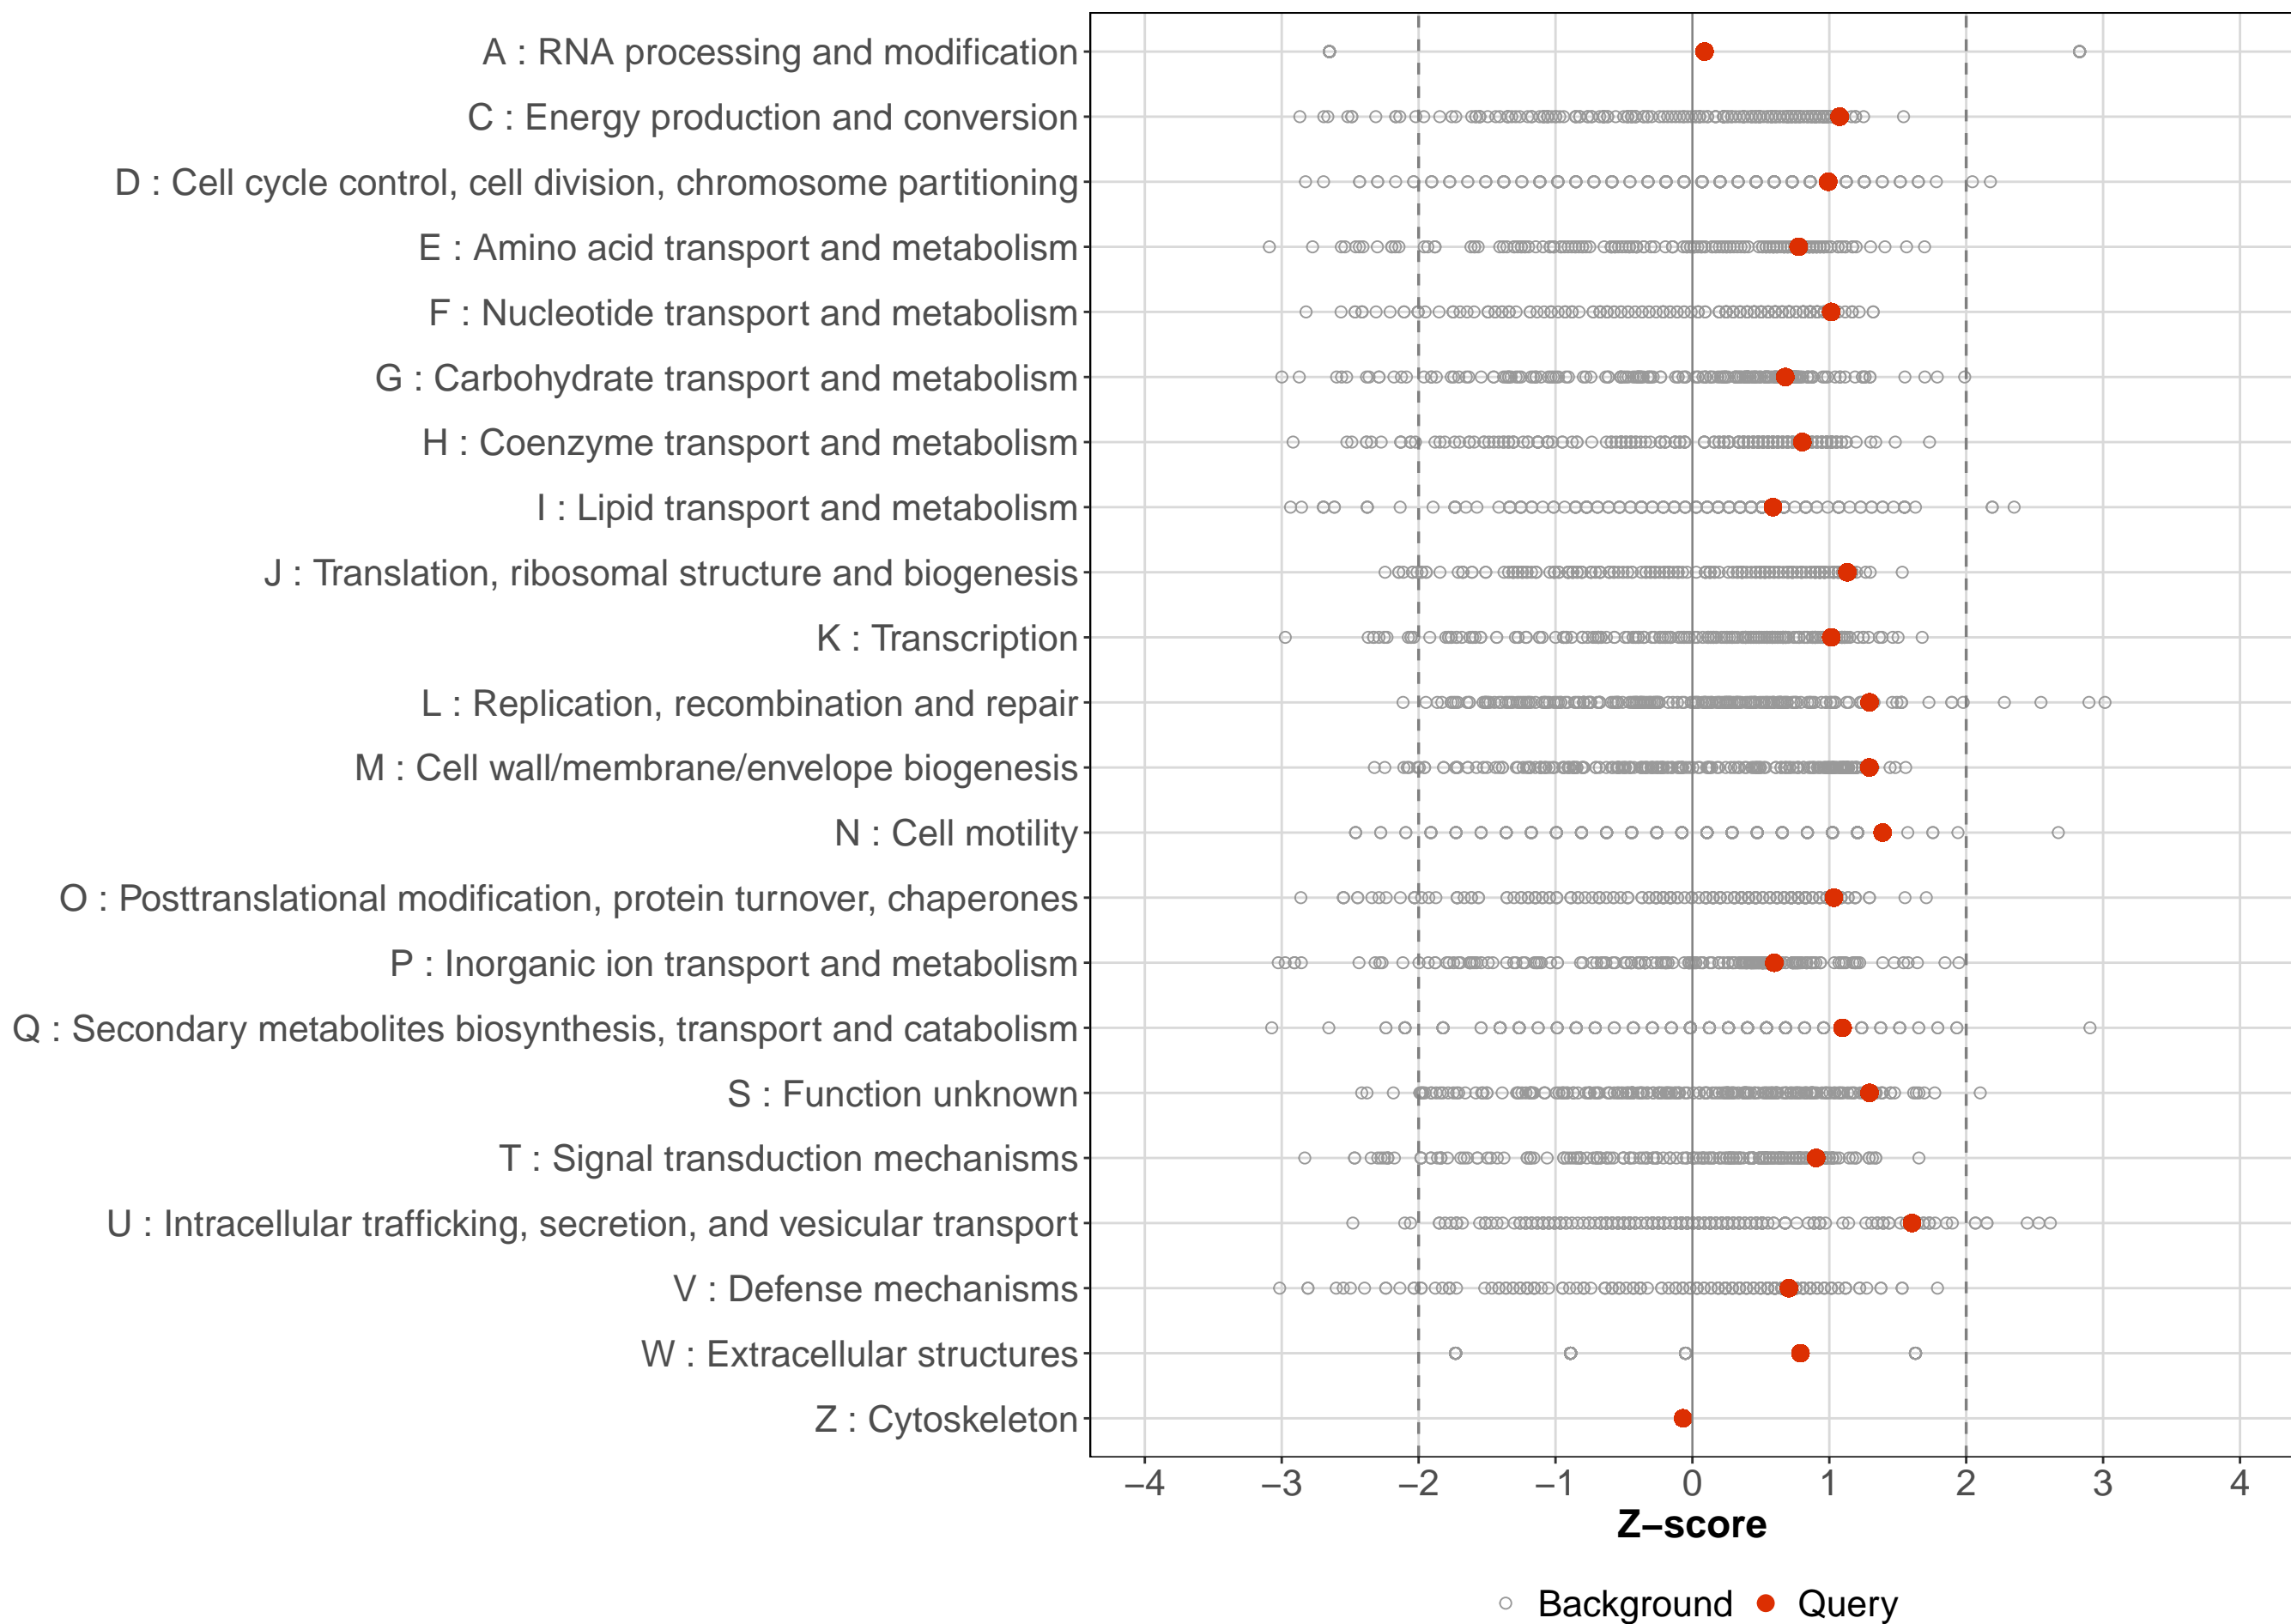 A : RNA processing and modification
C : Energy production and conversion
D : Cell cycle control, cell division, chromosome partitioning
E : Amino acid transport and metabolism
F : Nucleotide transport and metabolism
G : Carbohydrate transport and metabolism
H : Coenzyme transport and metabolism
I : Lipid transport and metabolism
J : Translation, ribosomal structure and biogenesis
K : Transcription
L : Replication, recombination and repair
M : Cell wall/membrane/envelope biogenesis
N : Cell motility
O : Posttranslational modification, protein turnover, chaperones
P : Inorganic ion transport and metabolism
Q : Secondary metabolites biosynthesis, transport and catabolism
S : Function unknown
T : Signal transduction mechanisms
U : Intracellular trafficking, secretion, and vesicular transport
V : Defense mechanisms
W : Extracellular structures
Z : Cytoskeleton
−4 −3 −2 −1 0 1 2 3 4
Z−score
Background Query